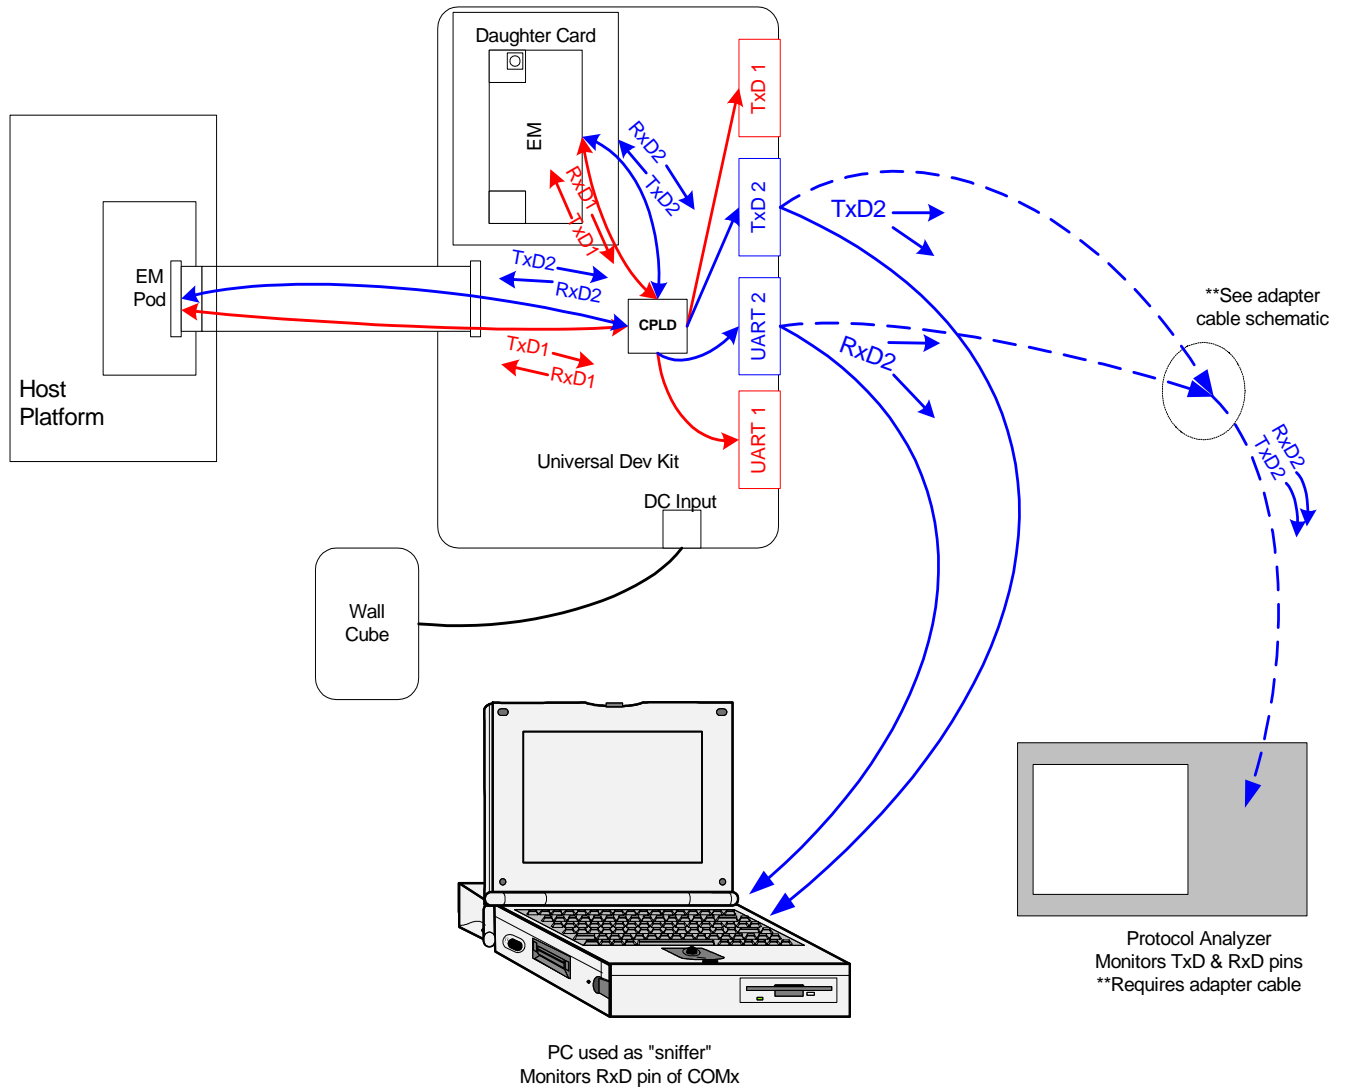 Daughter Card
EM
TxD 1
TxD 2
UART 2
UART 1
RxD2
TxD2
RxD1
TxD1
TxD2
RxD2
TxD1
RxD1
CPLD
EM
Pod
Host
Platform
Universal Dev Kit
DC Input
Wall
Cube
TxD2
RxD2
**See adapter
cable schematic
RxD2
TxD2
Protocol Analyzer
Monitors TxD & RxD pins
**Requires adapter cable
PC used as "sniffer"
Monitors RxD pin of COMx